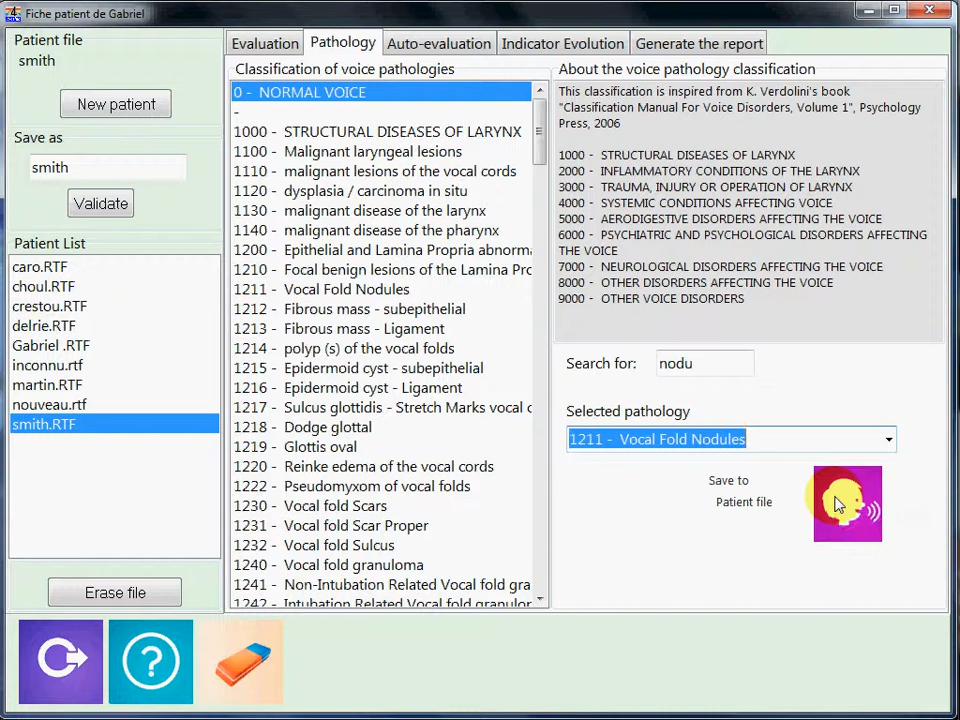 Fiche patient de Gabriel
Patient file
smith
New patient
Save as
smith
Validate
Patient List
caro.RTF
choul.RTF
crestou.RTF
delrie.RTF
Gabriel .RTF
inconnu.rtf
martin.RTF
nouveau.rtf
smith.RTF
Erase file
Evaluation
Pathology
Auto-evaluation
Indicator Evolution
Generate the report
Classification of voice pathologies
0 - NORMAL VOICE
-
1000 - STRUCTURAL DISEASES OF LARYNX
1100 - Malignant laryngeal lesions
1110 - malignant lesions of the vocal cords
1120 - dysplasia / carcinoma in situ
1130 - malignant disease of the larynx
1140 - malignant disease of the pharynx
1200 - Epithelial and Lamina Propria abnorma
1210 - Focal benign lesions of the Lamina Pro
1211 - Vocal Fold Nodules
1212 - Fibrous mass - subepithelial
1213 - Fibrous mass - Ligament
1214 - polyp (s) of the vocal folds
1215 - Epidermoid cyst - subepithelial
1216 - Epidermoid cyst - Ligament
1217 - Sulcus glottidis - Stretch Marks vocal c
1218 - Dodge glottal
1219 - Glottis oval
1220 - Reinke edema of the vocal cords
1222 - Pseudomyxom of vocal folds
1230 - Vocal fold Scars
1231 - Vocal fold Scar Proper
1232 - Vocal fold Sulcus
1240 - Vocal fold granuloma
1241 - Non-Intubation Related Vocal fold gra
1242 - Intubation Related Vocal fold granulor
About the voice pathology classification
This classification is inspired from K. Verdolini's book
"Classification Manual For Voice Disorders, Volume 1", Psychology
Press, 2006
1000 - STRUCTURAL DISEASES OF LARYNX
2000 - INFLAMMATORY CONDITIONS OF THE LARYNX
3000 - TRAUMA, INJURY OR OPERATION OF LARYNX
4000 - SYSTEMIC CONDITIONS AFFECTING VOICE
5000 - AERODIGESTIVE DISORDERS AFFECTING THE VOICE
6000 - PSYCHIATRIC AND PSYCHOLOGICAL DISORDERS AFFECTING
THE VOICE
7000 - NEUROLOGICAL DISORDERS AFFECTING THE VOICE
8000 - OTHER DISORDERS AFFECTING THE VOICE
9000 - OTHER VOICE DISORDERS
Search for:
nodu
Selected pathology
1211 - Vocal Fold Nodules
Save to
Patient file